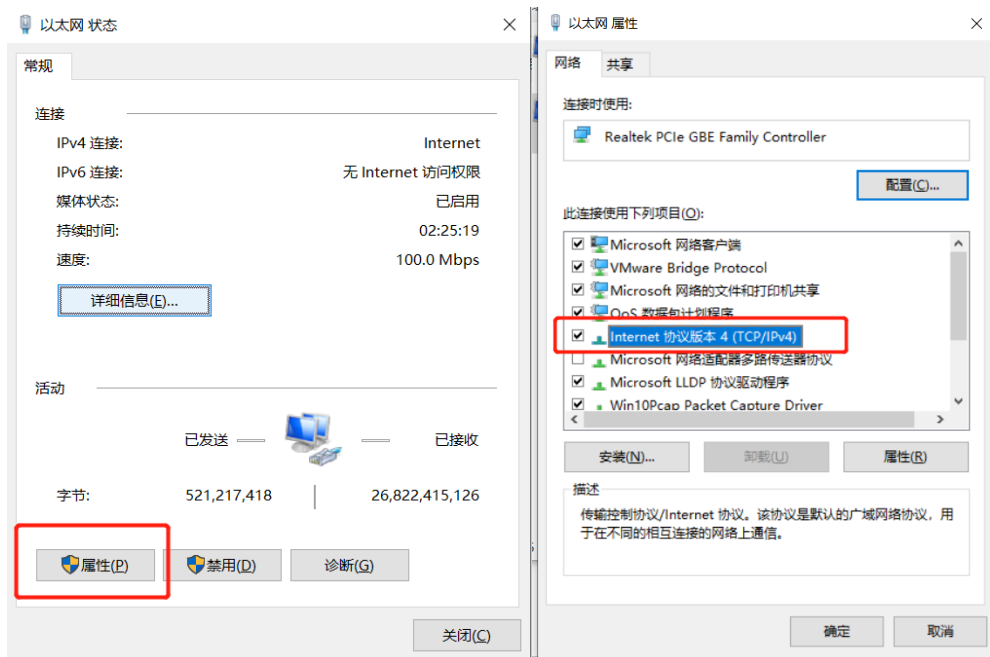 以太网 状态
常规
连接
IPv4 连接: Internet
IPv6 连接: 无 Internet 访问权限
媒体状态: 已启用
持续时间: 02:25:19
速度: 100.0 Mbps
详细信息(E)...
活动
已发送 已接收
字节: 521,217,418 26,822,415,126
属性(P) 禁用(D) 诊断(G)
关闭(C)
以太网 属性
网络 共享
连接时使用:
Realtek PCIe GBE Family Controller
配置(C)...
此连接使用下列项目(O):
Microsoft 网络客户端
VMware Bridge Protocol
Microsoft 网络的文件和打印机共享
QoS 数据包计划程序
Internet 协议版本 4 (TCP/IPv4)
Microsoft 网络适配器多路传送器协议
Microsoft LLDP 协议驱动程序
Win10Pcap Packet Capture Driver
安装(N)... 卸载(U) 属性(R)
描述
传输控制协议/Internet 协议。该协议是默认的广域网络协议，用
于在不同的相互连接的网络上通信。
确定 取消